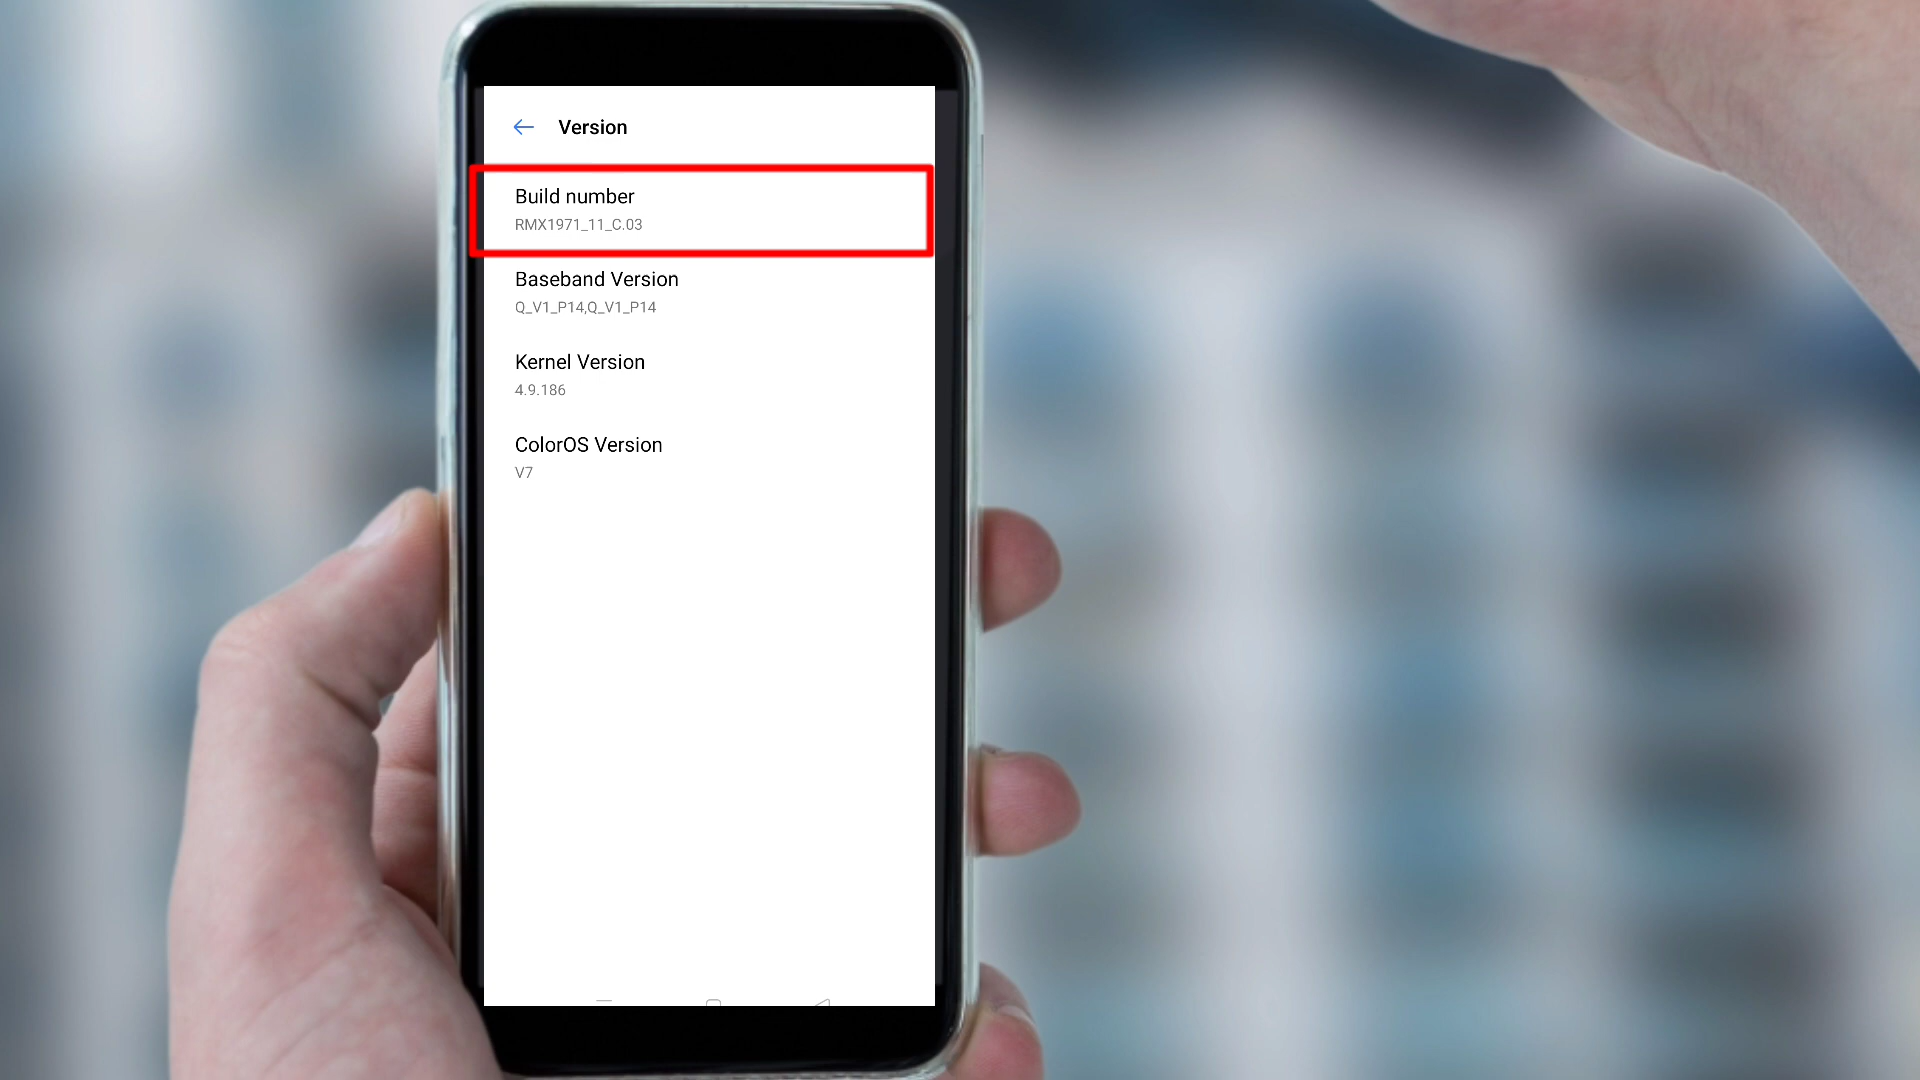 Version
Build number
RMX1971_11_C.03
Baseband Version
Q_V1_P14,Q_V1_P14
Kernel Version
4.9.186
ColorOS Version
V7